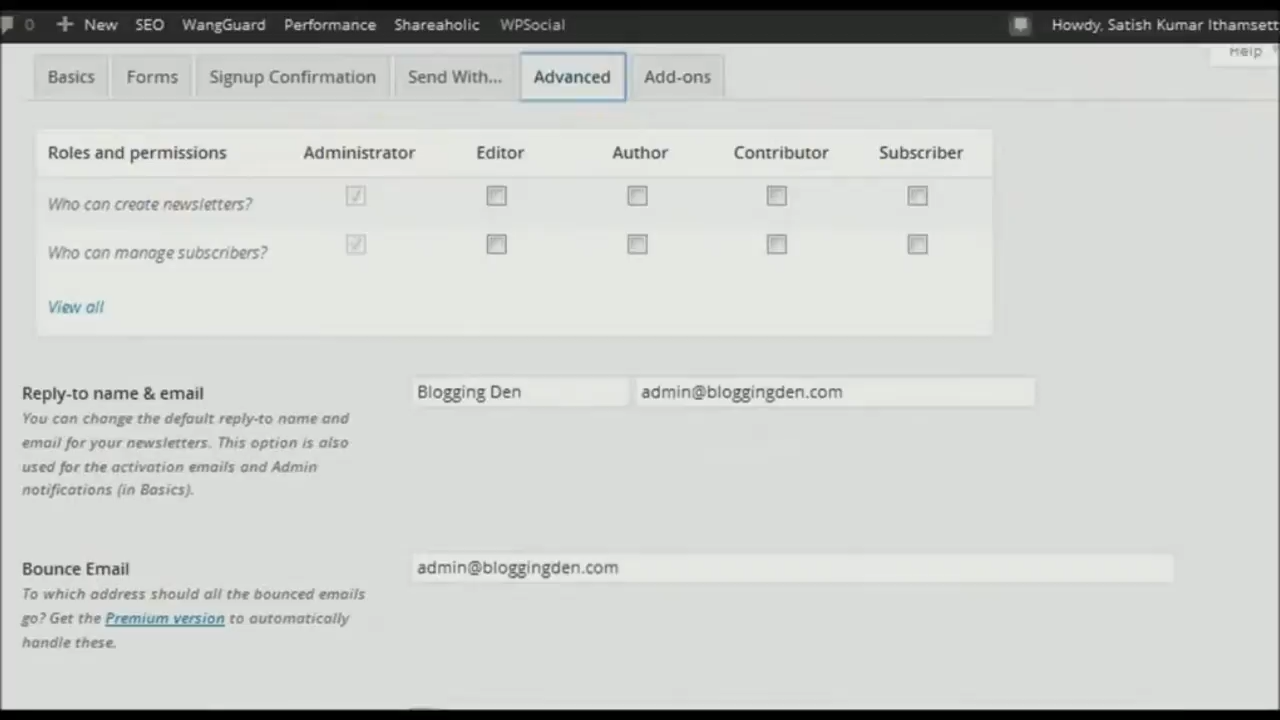 0 New SEO WangGuard Performance Shareaholic WPSocial Howdy, Satish Kumar Ithamsett
Help
Basics Forms Signup Confirmation Send With... Advanced Add-ons
Roles and permissions Administrator Editor Author Contributor Subscriber
Who can create newsletters?
Who can manage subscribers?
View all
Reply-to name & email Blogging Den admin@bloggingden.com
You can change the default reply-to name and
email for your newsletters. This option is also
used for the activation emails and Admin
notifications (in Basics).
Bounce Email admin@bloggingden.com
To which address should all the bounced emails
go? Get the Premium version to automatically
handle these.